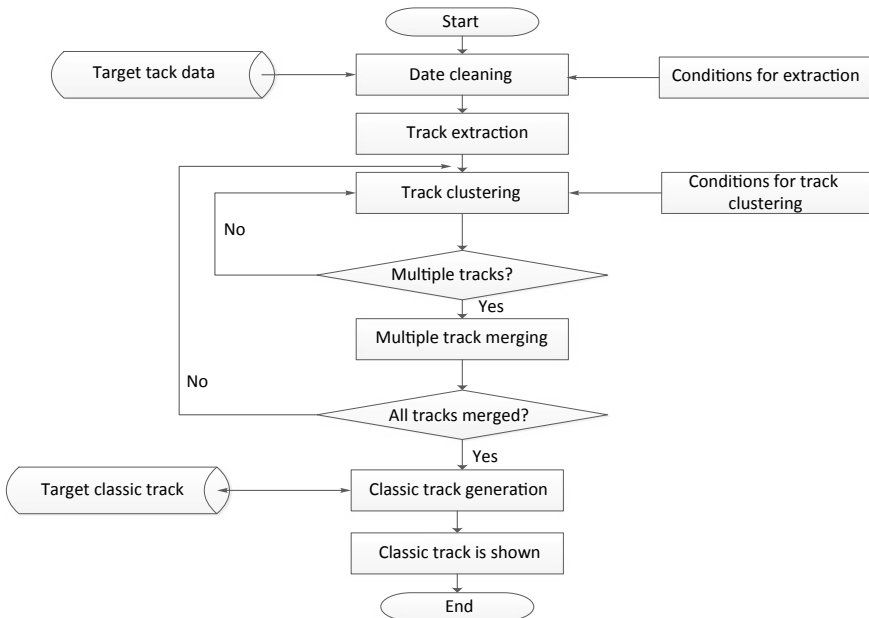 Start
Target tack data
Date cleaning
Conditions for extraction
Track extraction
Track clustering
Conditions for track
clustering
No
Multiple tracks?
Yes
Multiple track merging
No
All tracks merged?
Yes
Target classic track
Classic track generation
Classic track is shown
End